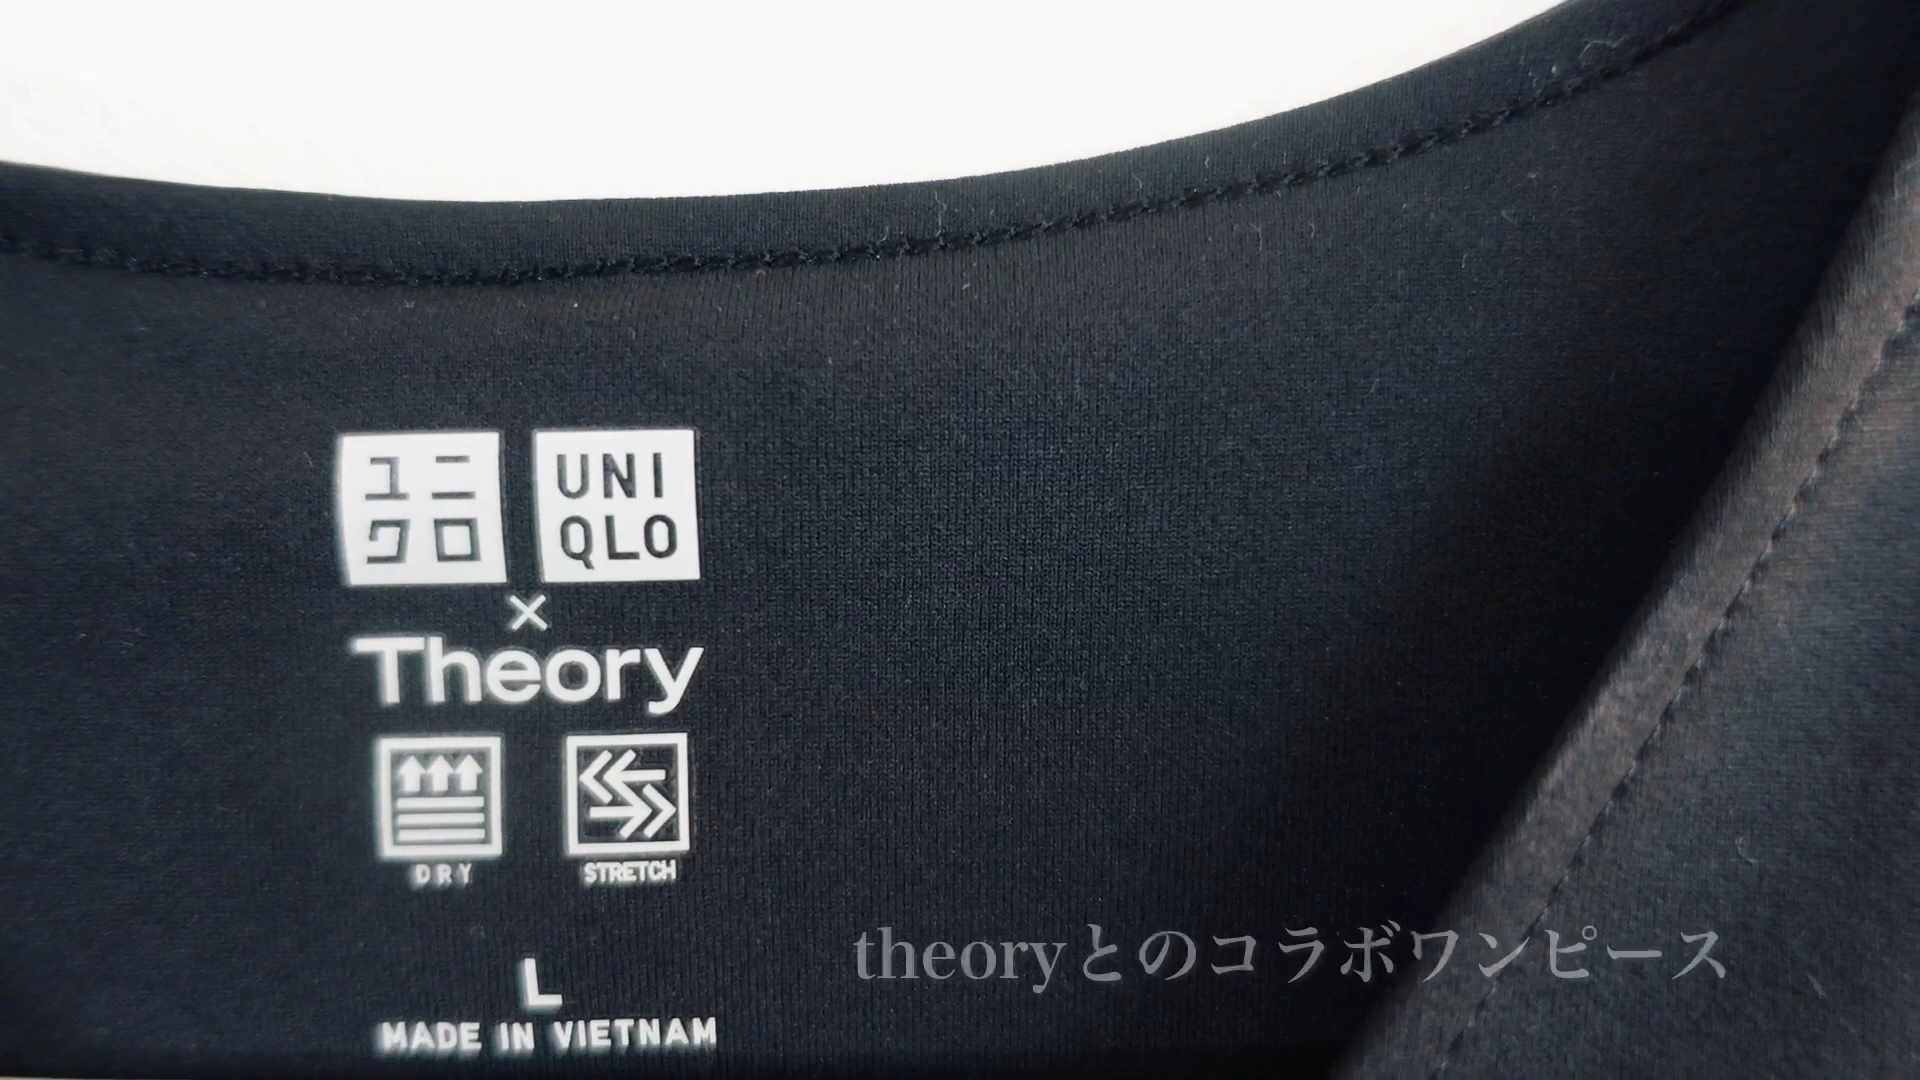 ユニ
クロ
UNI
QLO
×
Theory
DRY
STRETCH
L
MADE IN VIETNAM
theoryとのコラボワンピース